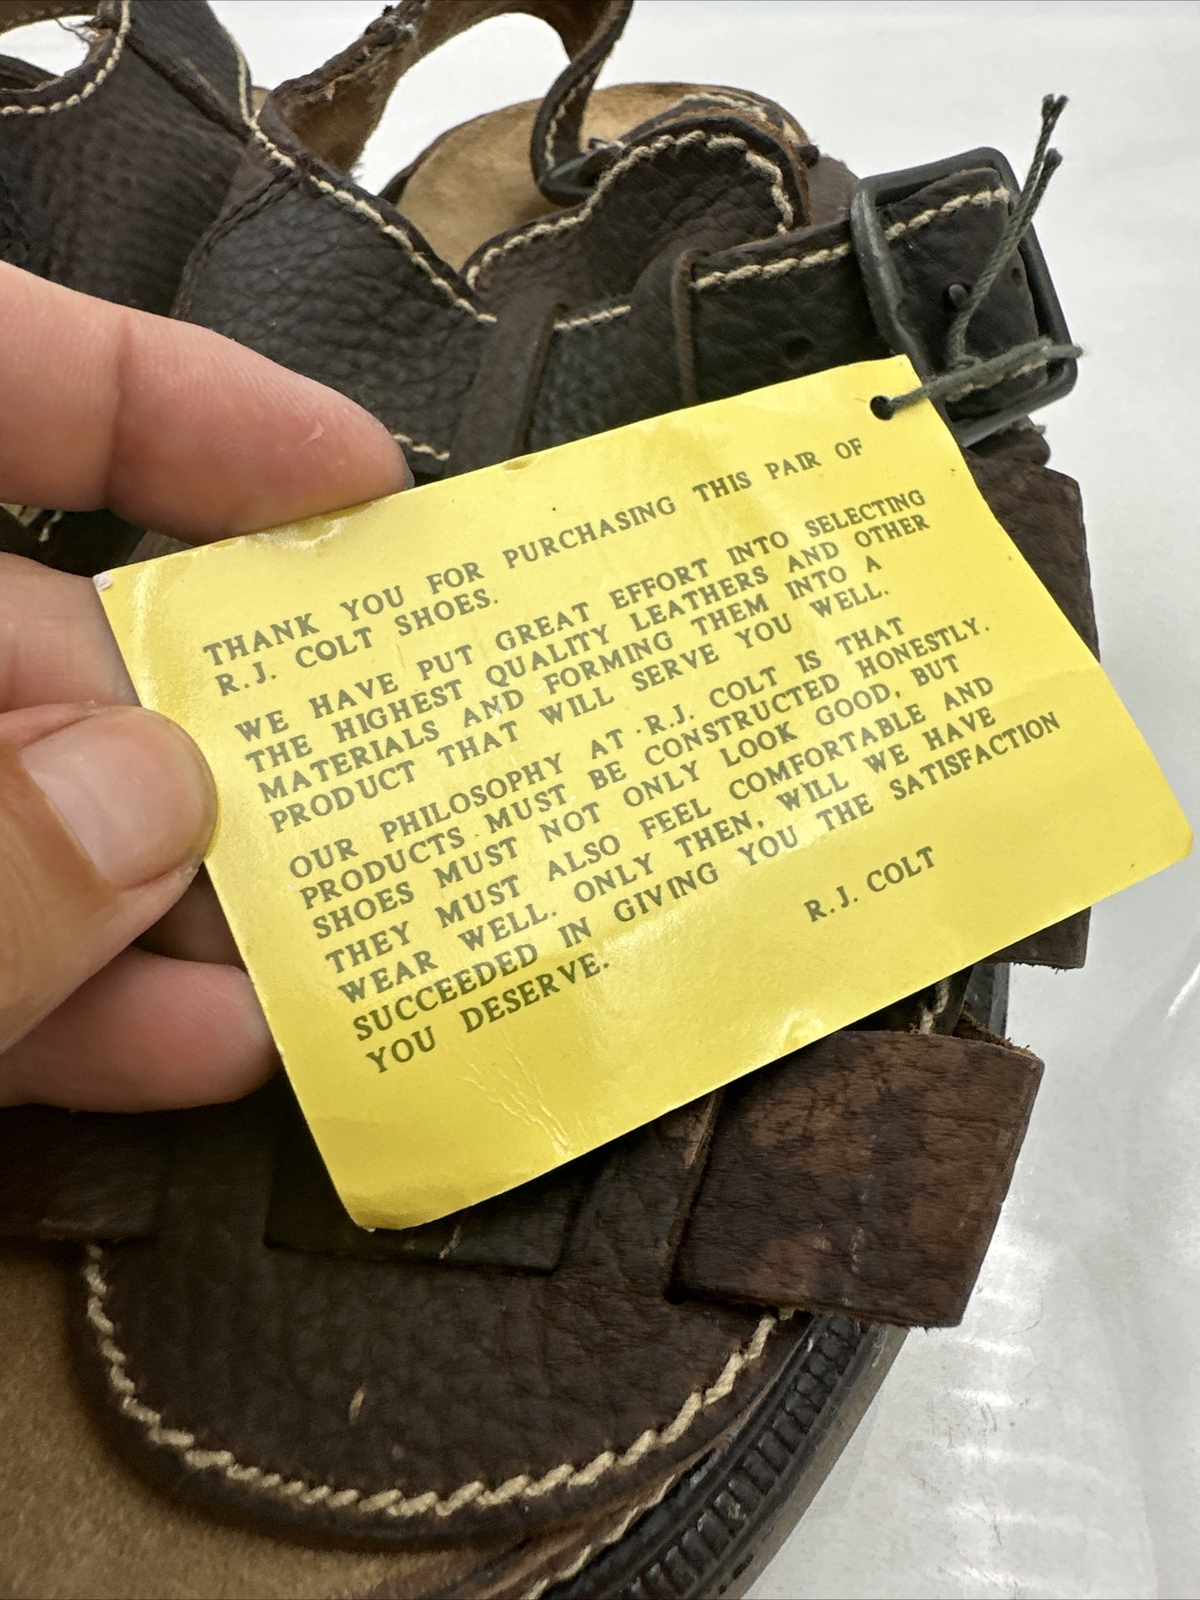 THANK YOU FOR PURCHASING THIS PAIR OF
R.J. COLT SHOES.
WE HAVE PUT GREAT EFFORT INTO SELECTING
THE HIGHEST QUALITY LEATHERS AND OTHER
MATERIALS AND FORMING THEM INTO A
PRODUCT THAT WILL SERVE YOU WELL.
OUR PHILOSOPHY AT R.J. COLT IS THAT
PRODUCTS MUST BE CONSTRUCTED HONESTLY.
SHOES MUST NOT ONLY LOOK GOOD, BUT
THEY MUST ALSO FEEL COMFORTABLE AND
WEAR WELL. ONLY THEN, WILL WE HAVE
SUCCEEDED IN GIVING YOU THE SATISFACTION
YOU DESERVE.
R.J. COLT